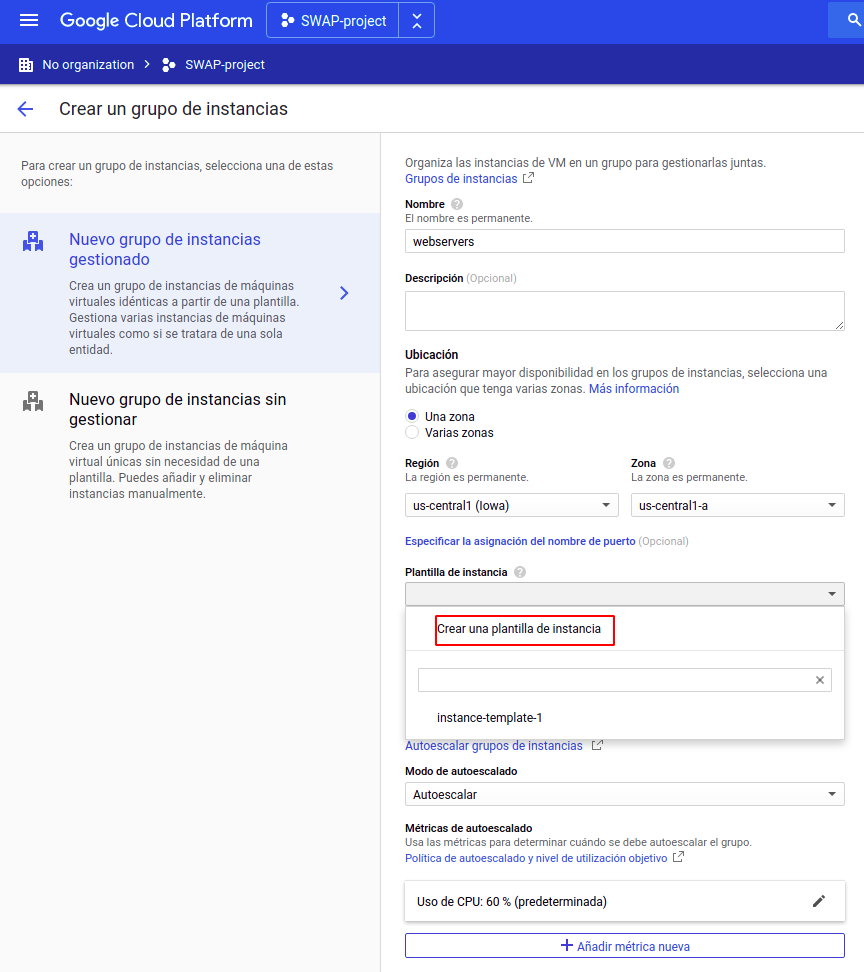 Google Cloud Platform
SWAP-project
No organization
SWAP-project
Crear un grupo de instancias
Para crear un grupo de instancias, selecciona una de estas
opciones:
Nuevo grupo de instancias
gestionado
Crea un grupo de instancias de máquinas
virtuales idénticas a partir de una plantilla.
Gestiona varias instancias de máquinas
virtuales como si se tratara de una sola
entidad.
Nuevo grupo de instancias sin
gestionar
Crea un grupo de instancias de máquina
virtual únicas sin necesidad de una
plantilla. Puedes añadir y eliminar
instancias manualmente.
Organiza las instancias de VM en un grupo para gestionarlas juntas.
Grupos de instancias
Nombre ?
El nombre es permanente.
webservers
Descripción (Opcional)
Ubicación
Para asegurar mayor disponibilidad en los grupos de instancias, selecciona una
ubicación que tenga varias zonas. Más información
Una zona
Varias zonas
Región ?
La región es permanente.
us-central1 (Iowa)
Zona ?
La zona es permanente.
us-central1-a
Especificar la asignación del nombre de puerto (Opcional)
Plantilla de instancia ?
Crear una plantilla de instancia
instance-template-1
Autoescalar grupos de instancias
Modo de autoescalado
Autoescalar
Métricas de autoescalado
Usa las métricas para determinar cuándo se debe autoescalar el grupo.
Política de autoescalado y nivel de utilización objetivo
Uso de CPU: 60 % (predeterminada)
Añadir métrica nueva